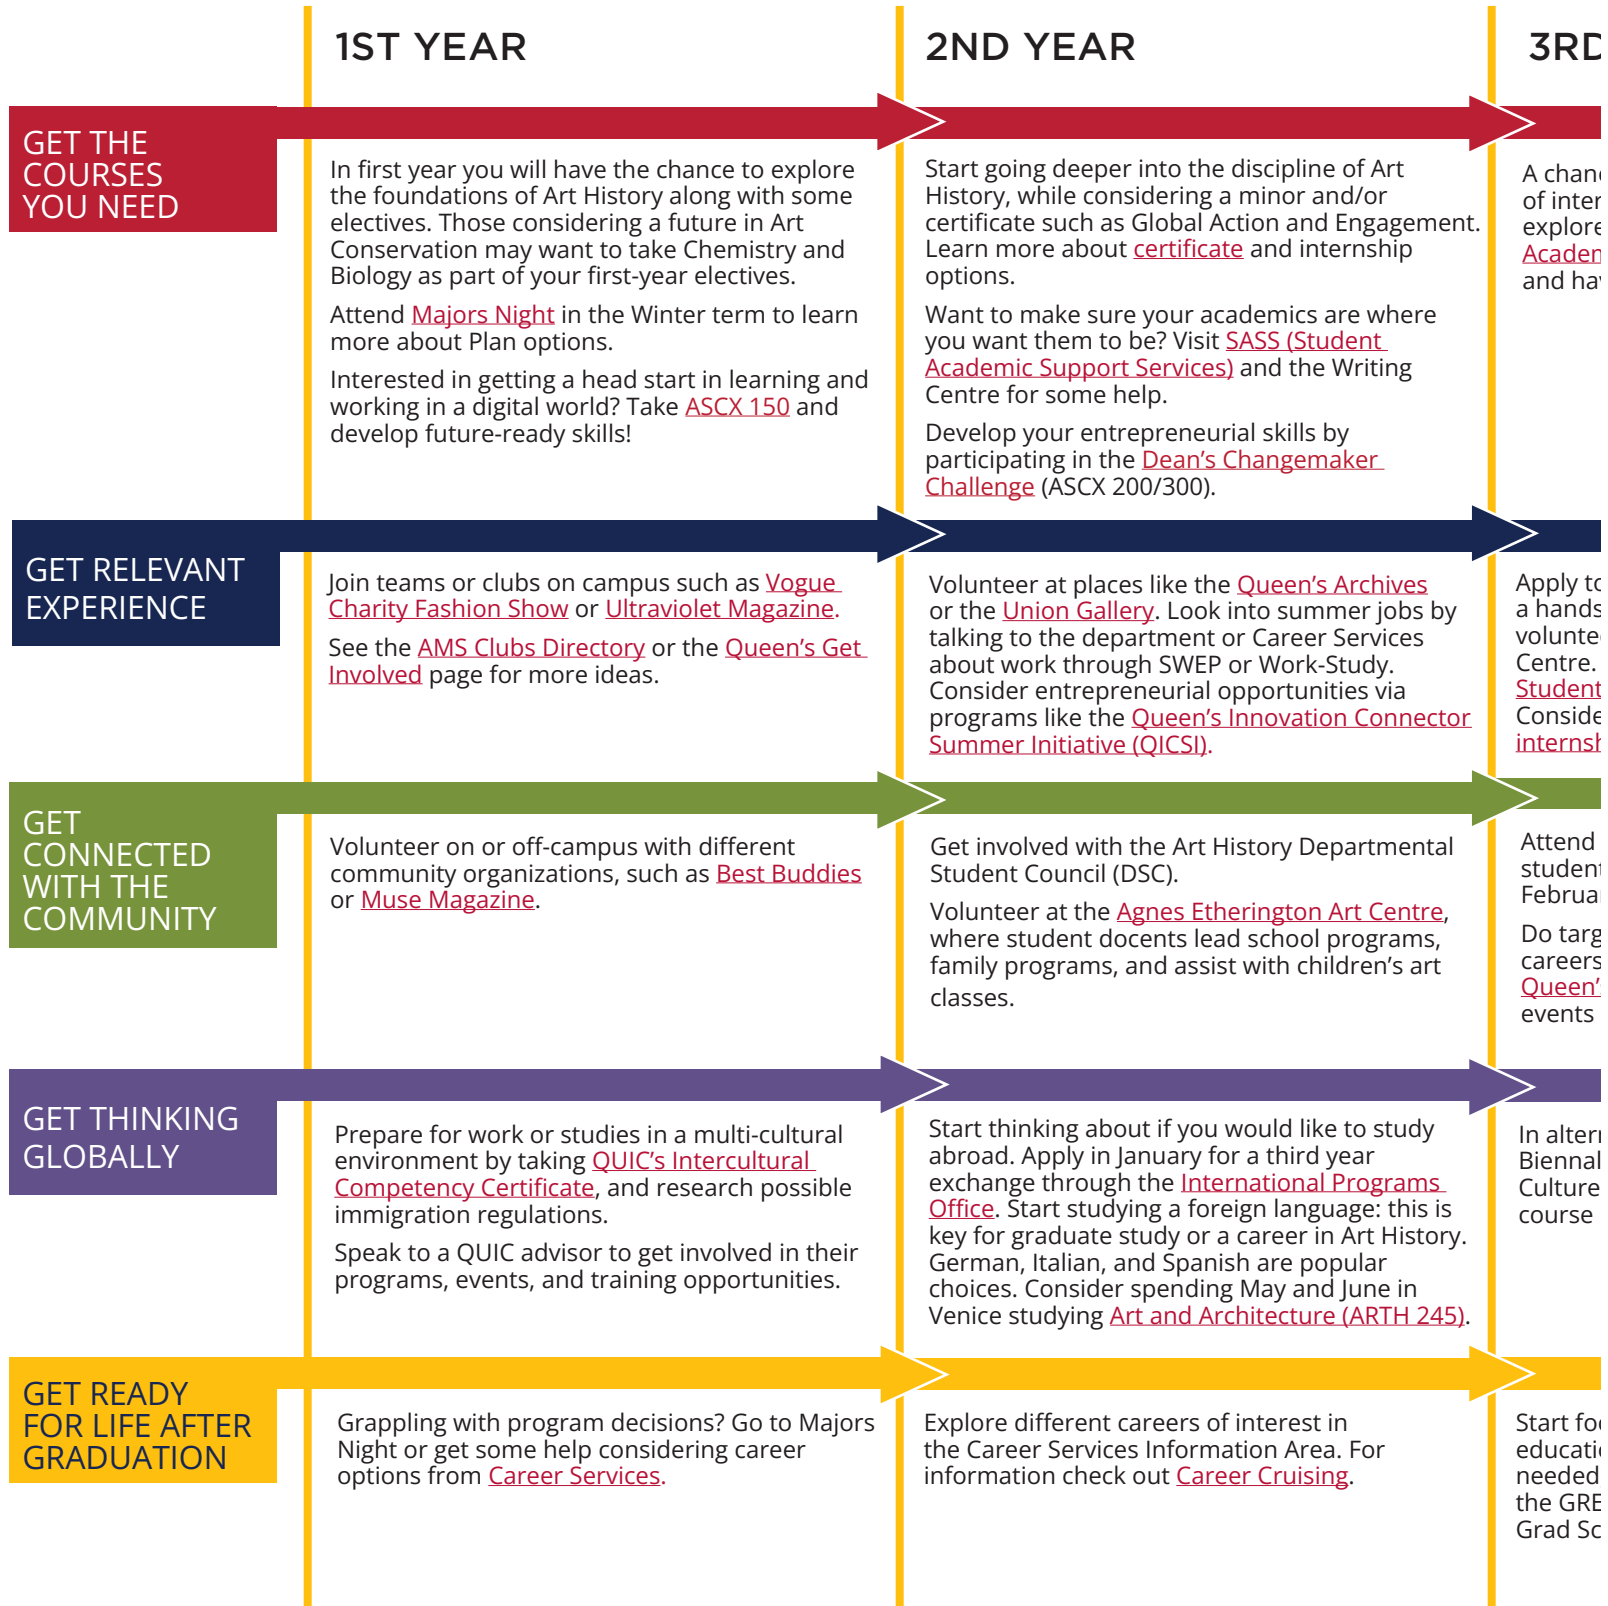 1ST YEAR
2ND YEAR
GET THE
COURSES
YOU NEED
In first year you will have the chance to explore
the foundations of Art History along with some
electives. Those considering a future in Art
Conservation may want to take Chemistry and
Biology as part of your first-year electives.
Attend Majors Night in the Winter term to learn
more about Plan options.
Interested in getting a head start in learning and
working in a digital world? Take ASCX 150 and
develop future-ready skills!
Start going deeper into the discipline of Art
History, while considering a minor and/or
certificate such as Global Action and Engagement.
Learn more about certificate and internship
options.
Want to make sure your academics are where
you want them to be? Visit SASS (Student
Academic Support Services) and the Writing
Centre for some help.
Develop your entrepreneurial skills by
participating in the Dean’s Changemaker
Challenge (ASCX 200/300).
A
of
and
GET RELEVANT
EXPERIENCE
Join teams or clubs on campus such as Vogue
Charity Fashion Show or Ultraviolet Magazine.
See the AMS Clubs Directory or the Queen’s Get
Involved page for more ideas.
Volunteer at places like the Queen’s Archives
or the Union Gallery. Look into summer jobs by
talking to the department or Career Services
about work through SWEP or Work-Study.
Consider entrepreneurial opportunities via
programs like the Queen’s Innovation Connector
Summer Initiative (QICSI).
Apply
a
Centre.
GET
CONNECTED
WITH THE
COMMUNITY
Volunteer on or off-campus with different
community organizations, such as Best Buddies
or Muse Magazine.
Get involved with the Art History Departmental
Student Council (DSC).
Volunteer at the Agnes Etherington Art Centre,
where student docents lead school programs,
family programs, and assist with children’s art
classes.
Attend
Do
careers
events
GET THINKING
GLOBALLY
Prepare for work or studies in a multi-cultural
environment by taking QUIC’s Intercultural
Competency Certificate, and research possible
immigration regulations.
Speak to a QUIC advisor to get involved in their
programs, events, and training opportunities.
Start thinking about if you would like to study
abroad. Apply in January for a third year
exchange through the International Programs
Office. Start studying a foreign language: this is
key for graduate study or a career in Art History.
German, Italian, and Spanish are popular
choices. Consider spending May and June in
Venice studying Art and Architecture (ARTH 245).
In
Culture
course
GET READY
FOR LIFE AFTER
GRADUATION
Grappling with program decisions? Go to Majors
Night or get some help considering career
options from Career Services.
Explore different careers of interest in
the Career Services Information Area. For
information check out Career Cruising.
Start
needed
the
Grad